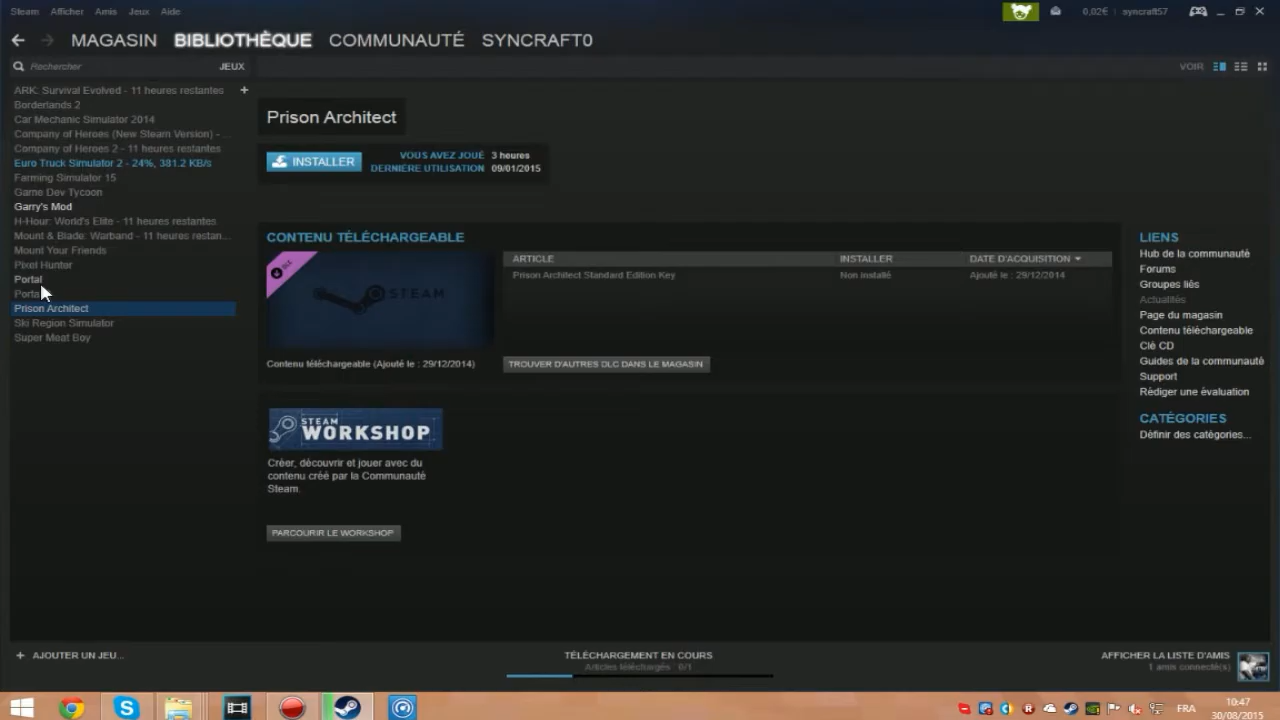 Steam Afficher Amis Jeux Aide
0,02€ syncraft57
MAGASIN BIBLIOTHÈQUE COMMUNAUTÉ SYNCRAFT0
Rechercher JEUX
VOIR
ARK: Survival Evolved - 11 heures restantes +
Borderlands 2
Car Mechanic Simulator 2014
Company of Heroes (New Steam Version) - ...
Company of Heroes 2 - 11 heures restantes
Euro Truck Simulator 2 - 24%, 381.2 KB/s
Farming Simulator 15
Game Dev Tycoon
Garry's Mod
H-Hour: World's Elite - 11 heures restantes
Mount & Blade: Warband - 11 heures restan...
Mount Your Friends
Pixel Hunter
Portal
Prison Architect
Ski Region Simulator
Super Meat Boy
Prison Architect
INSTALLER
VOUS AVEZ JOUÉ 3 heures
DERNIÈRE UTILISATION 09/01/2015
CONTENU TÉLÉCHARGEABLE
DLC
STEAM
Contenu téléchargeable (Ajouté le : 29/12/2014)
ARTICLE INSTALLER DATE D'ACQUISITION
Prison Architect Standard Edition Key Non installé Ajouté le : 29/12/2014
TROUVER D'AUTRES DLC DANS LE MAGASIN
STEAM
WORKSHOP
Créer, découvrir et jouer avec du
contenu créé par la Communauté
Steam.
PARCOURIR LE WORKSHOP
LIENS
Hub de la communauté
Forums
Groupes liés
Actualités
Page du magasin
Contenu téléchargeable
Clé CD
Guides de la communauté
Support
Rédiger une évaluation
CATÉGORIES
Définir des catégories...
+ AJOUTER UN JEU...
TÉLÉCHARGEMENT EN COURS
Articles téléchargés : 0/1
AFFICHER LA LISTE D'AMIS
1 amis connecté(s)
FRA
10:47
30/08/2015